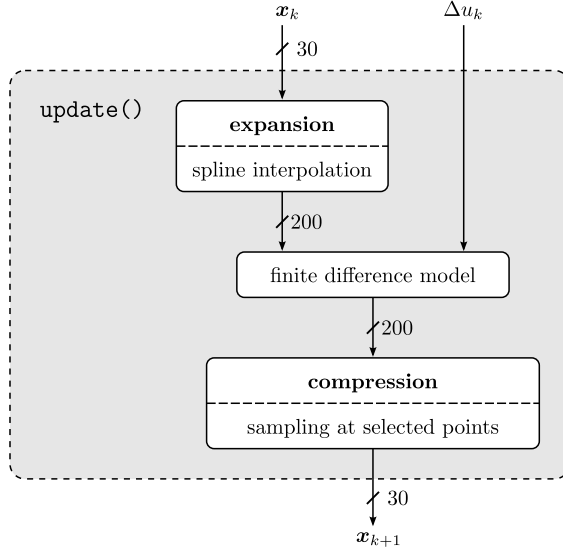 x_k
Δu_k
30
update()
expansion
spline interpolation
200
finite difference model
200
compression
sampling at selected points
30
x_{k+1}